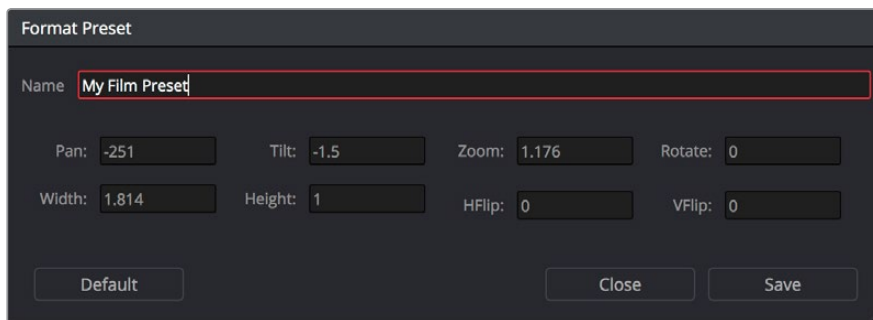 Format Preset
Name My Film Preset
Pan: -251 Tilt: -1.5 Zoom: 1.176 Rotate: 0
Width: 1.814 Height: 1 HFlip: 0 VFlip: 0
Default Close Save